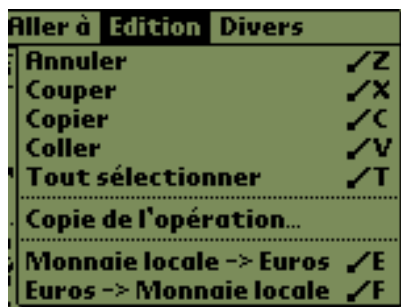 Aller à Edition Divers
Annuler /Z
Couper /X
Copier /C
Coller /V
Tout sélectionner /T
Copie de l'opération...
Monnaie locale -> Euros /E
Euros -> Monnaie locale /F